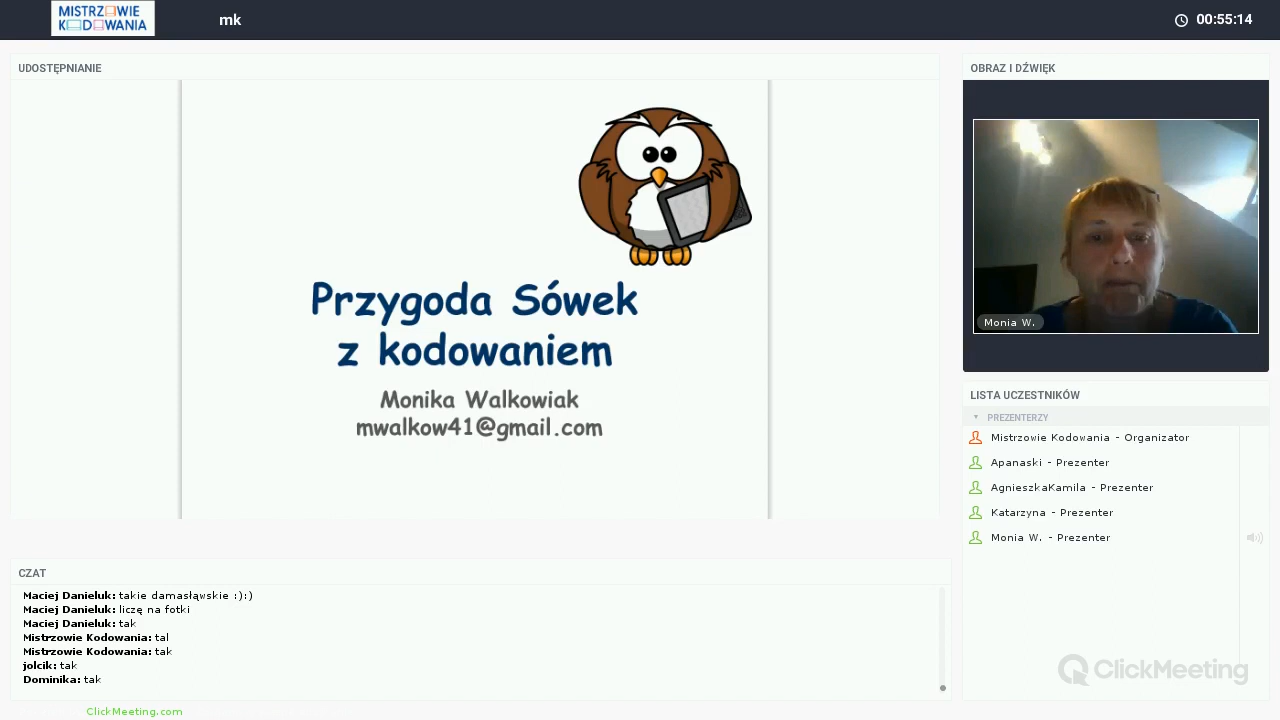 MISTRZOWIE
KODOWANIA
mk
00:55:14
UDOSTĘPNIANIE
Przygoda Sówek
z kodowaniem
Monika Walkowiak
mwalkow41@gmail.com
OBRAZ I DŹWIĘK
Monia W.
LISTA UCZESTNIKÓW
PREZENTERZY
Mistrzowie Kodowania - Organizator
Apanaski - Prezenter
AgnieszkaKamila - Prezenter
Katarzyna - Prezenter
Monia W. - Prezenter
ClickMeeting
CZAT
Maciej Danieluk: takie damasłąwskie :):)
Maciej Danieluk: liczę na fotki
Maciej Danieluk: tak
Mistrzowie Kodowania: tal
Mistrzowie Kodowania: tak
jolcik: tak
Dominika: tak
ClickMeeting.com